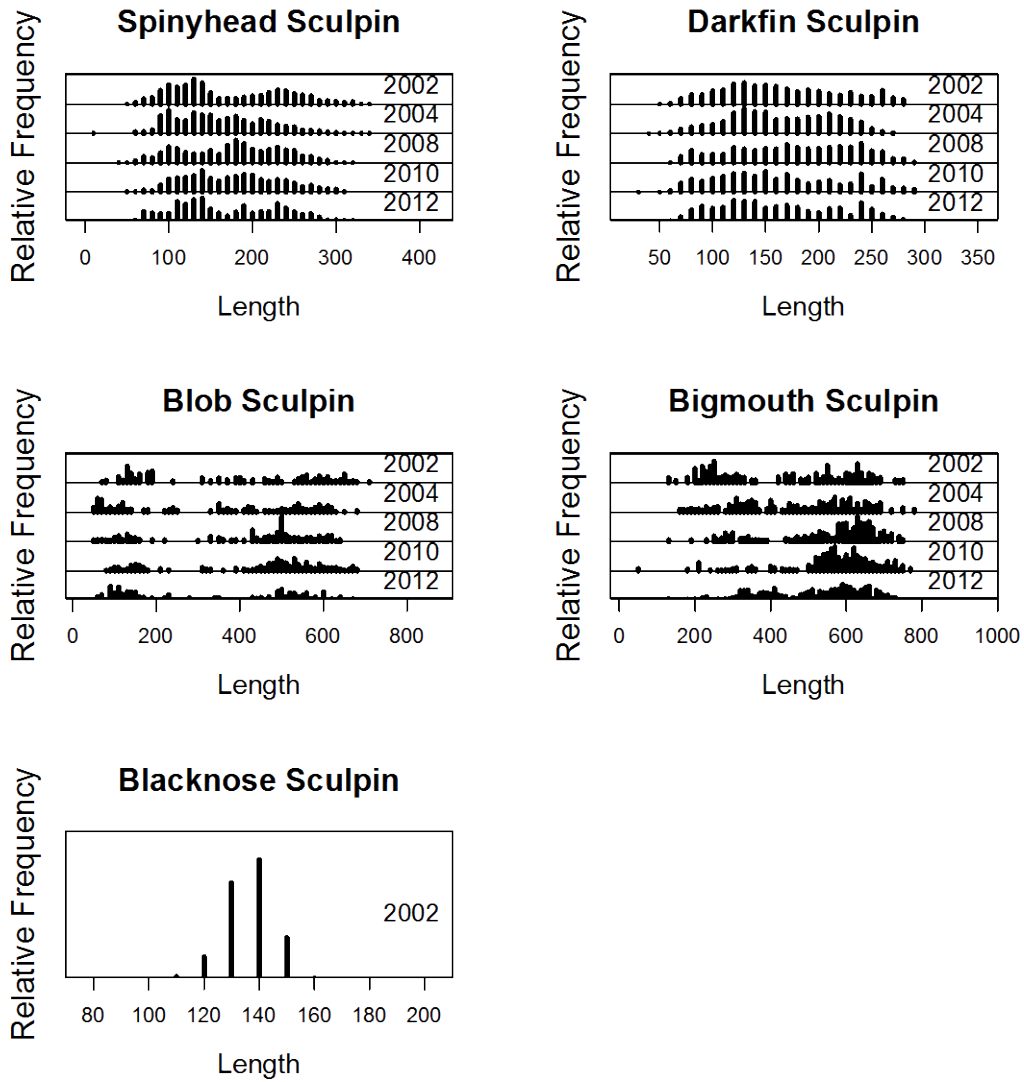 Spinyhead Sculpin
Relative Frequency
2002
2004
2008
2010
2012
0 100 200 300 400
Length
Darkfin Sculpin
Relative Frequency
2002
2004
2008
2010
2012
50 100 150 200 250 300 350
Length
Blob Sculpin
Relative Frequency
2002
2004
2008
2010
2012
0 200 400 600 800
Length
Bigmouth Sculpin
Relative Frequency
2002
2004
2008
2010
2012
0 200 400 600 800 1000
Length
Blacknose Sculpin
Relative Frequency
2002
80 100 120 140 160 180 200
Length